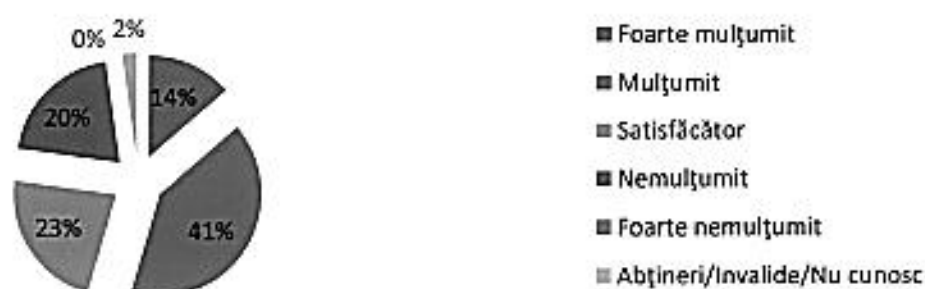 0% 2%
14%
20%
23%
41%
Foarte mulţumit
Mulţumit
Satisfăcător
Nemulţumit
Foarte nemulţumit
Abţineri/Invalide/Nu cunosc